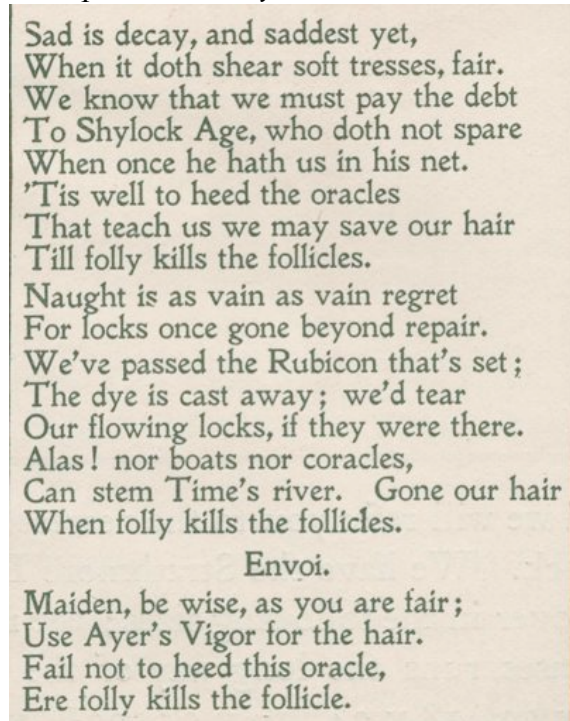 Sad is decay, and saddest yet,
When it doth shear soft tresses, fair.
We know that we must pay the debt
To Shylock Age, who doth not spare
When once he hath us in his net.
'Tis well to heed the oracles
That teach us we may save our hair
Till folly kills the follicles.
Naught is as vain as vain regret
For locks once gone beyond repair.
We've passed the Rubicon that's set;
The dye is cast away; we'd tear
Our flowing locks, if they were there.
Alas! nor boats nor coracles,
Can stem Time's river. Gone our hair
When folly kills the follicles.
Envoi.
Maiden, be wise, as you are fair;
Use Ayer's Vigor for the hair.
Fail not to heed this oracle,
Ere folly kills the follicle.